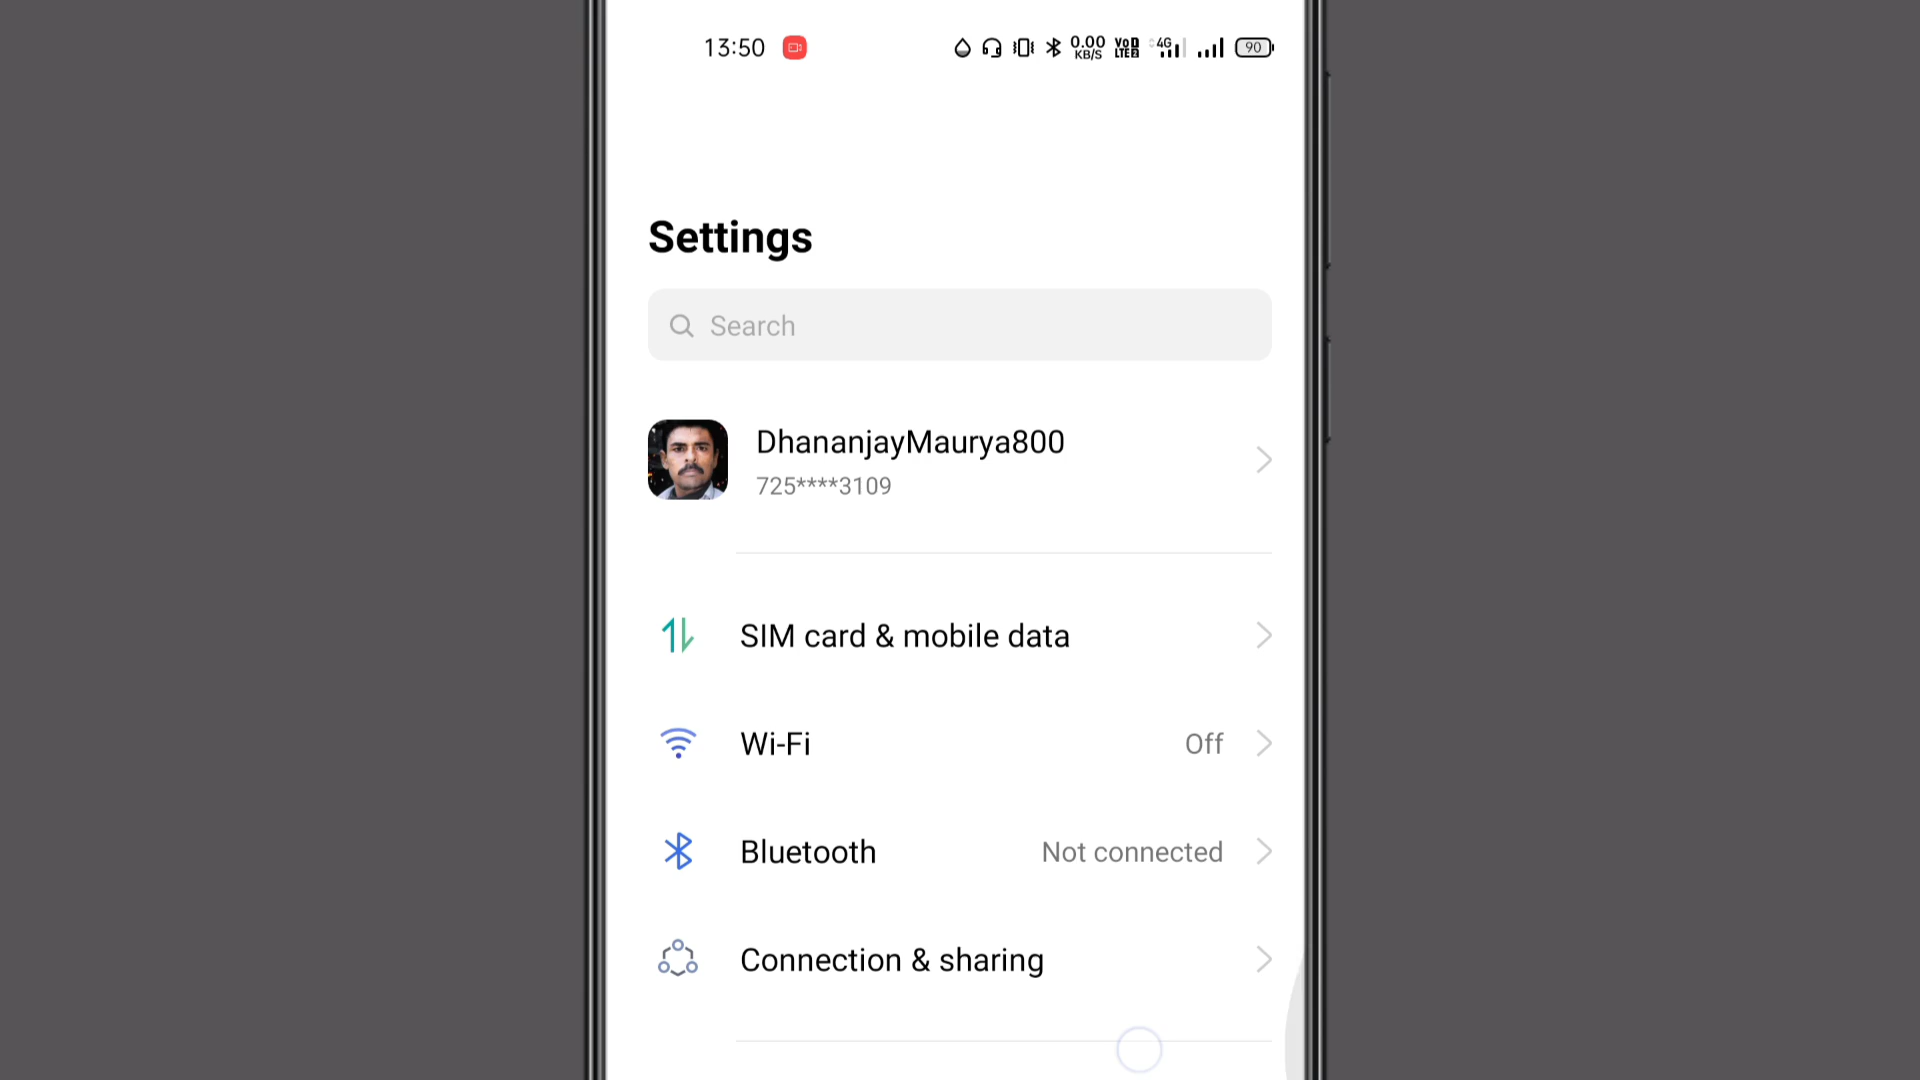 13:50 0.00 KB/S VoD LTE2 4G 90
Settings
Search
DhananjayMaurya800
725****3109
SIM card & mobile data
Wi-Fi Off
Bluetooth Not connected
Connection & sharing